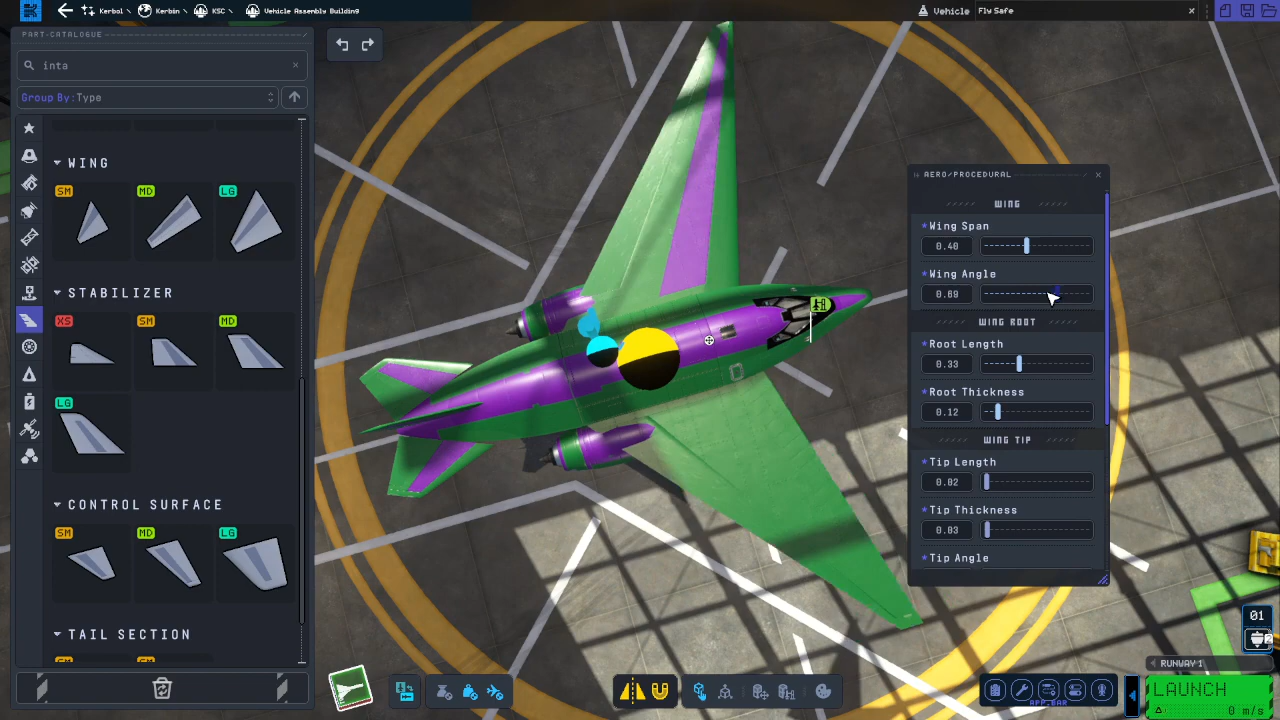 Kerbol
Kerbin
KSC
Vehicle Assembly Building
Vehicle
Fly Safe
PART-CATALOGUE
inta
Group By: Type
WING
SM
MD
LG
STABILIZER
XS
SM
MD
LG
CONTROL SURFACE
SM
MD
LG
TAIL SECTION
AERO/PROCEDURAL
WING
*Wing Span
0.40
*Wing Angle
0.69
WING ROOT
*Root Length
0.33
*Root Thickness
0.12
WING TIP
*Tip Length
0.02
*Tip Thickness
0.03
*Tip Angle
01
RUNWAY 1
APP.BAR
LAUNCH
Δ: 0 m/s